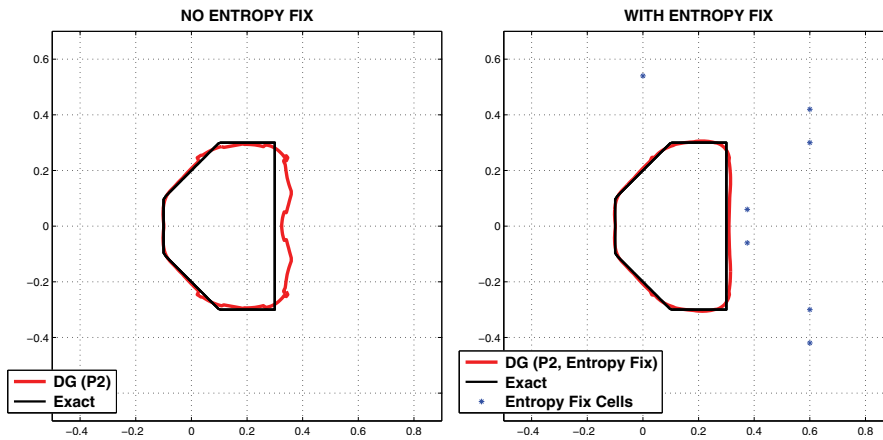 NO ENTROPY FIX
0.6
0.4
0.2
0
−0.2
−0.4
−0.4 −0.2 0 0.2 0.4 0.6 0.8
DG (P2)
Exact
WITH ENTROPY FIX
0.6
0.4
0.2
0
−0.2
−0.4
−0.4 −0.2 0 0.2 0.4 0.6 0.8
DG (P2, Entropy Fix)
Exact
Entropy Fix Cells